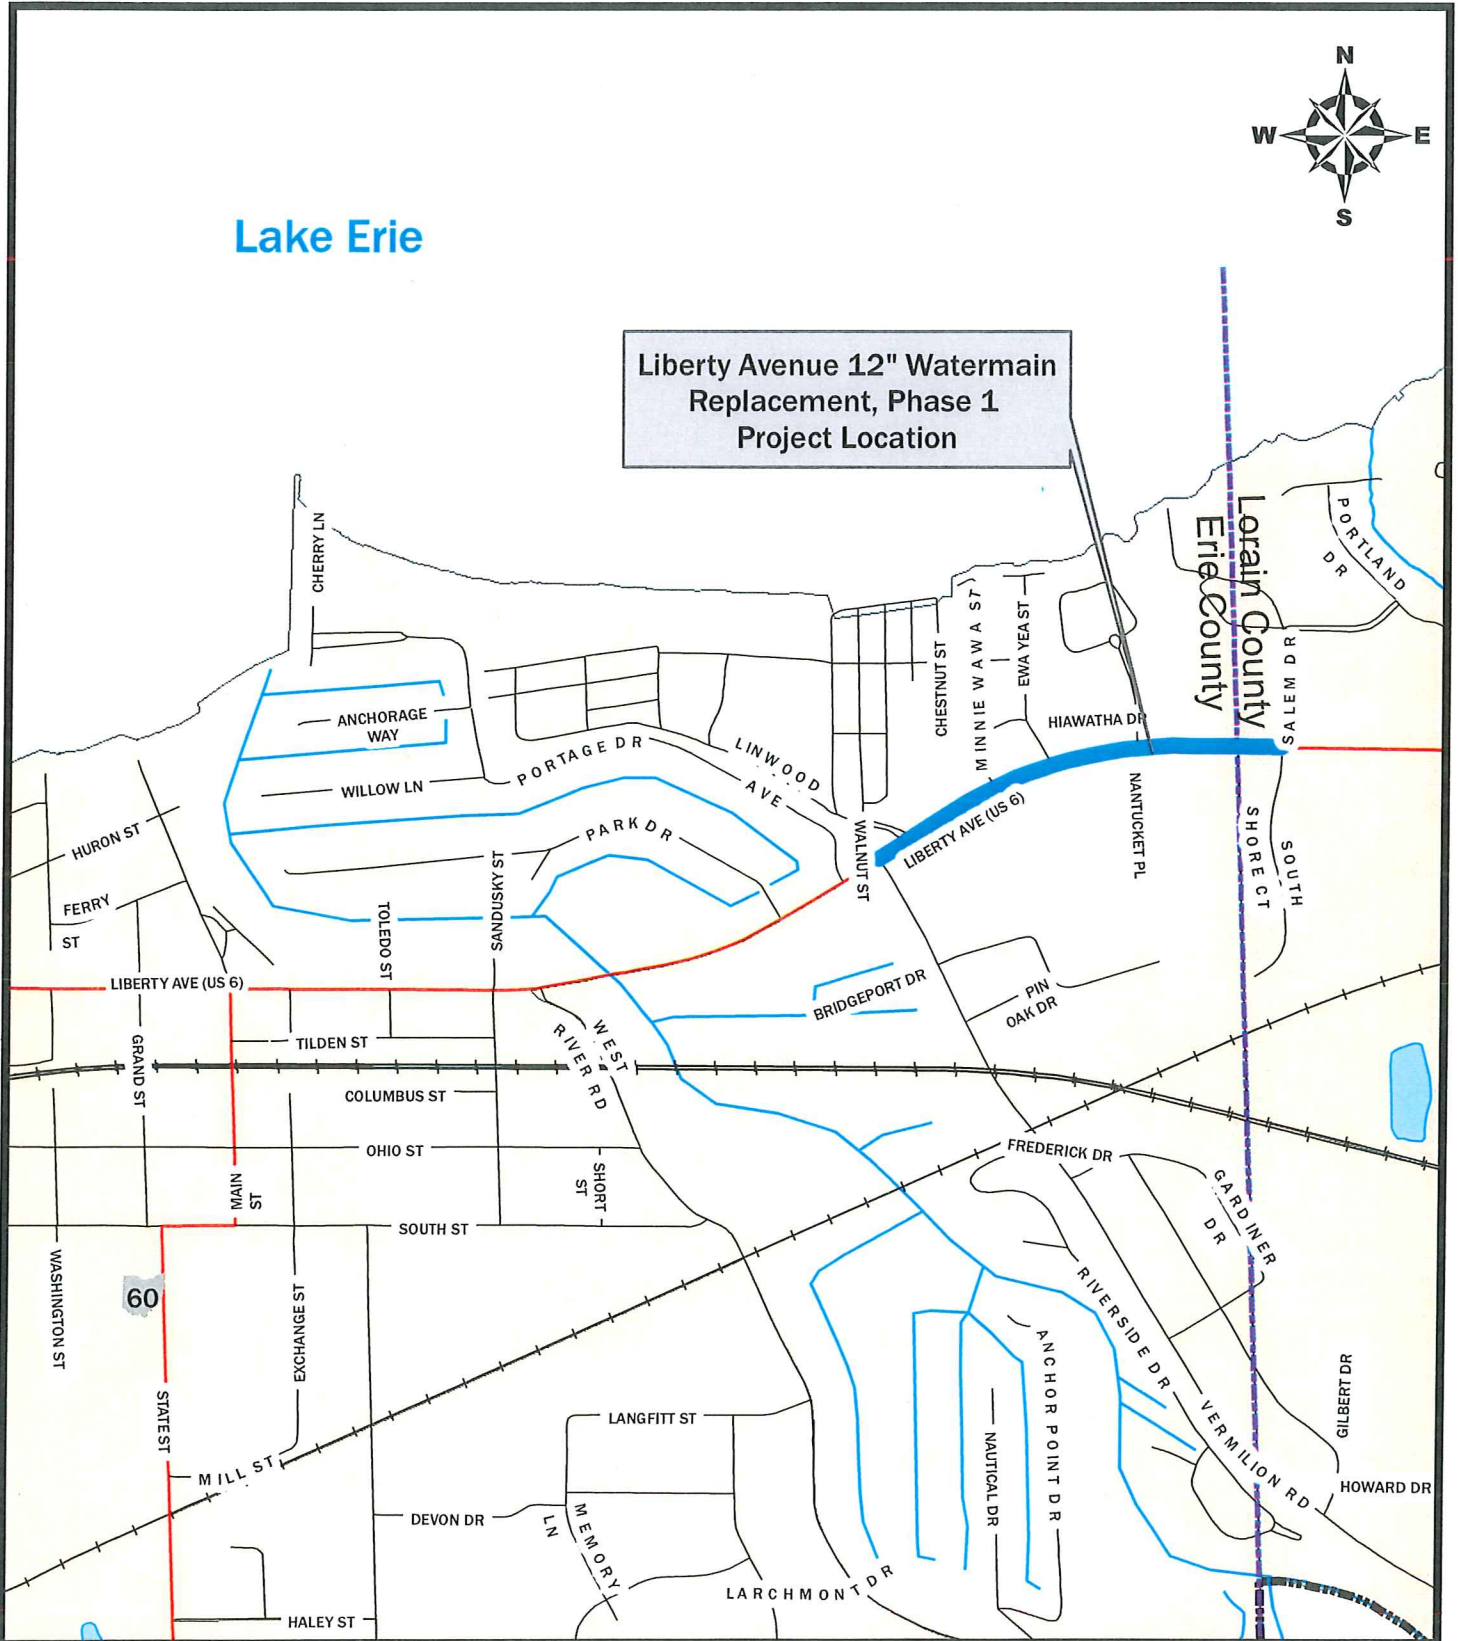 N
W
E
S
Lake Erie
Liberty Avenue 12" Watermain
Replacement, Phase 1
Project Location
Lorain County
Erie County
PORTLAND
DR
CHERRY LN
CHESTNUT ST
MINNIE WAWA ST
EWA YEA ST
HIAWATHA DR
SALEM DR
ANCHORAGE
WAY
WILLOW LN
PORTAGE DR
LINWOOD
AVE
PARK DR
WALNUT ST
LIBERTY AVE (US 6)
NANTUCKET PL
SHORE CT
SOUTH
HURON ST
FERRY
ST
TOLEDO ST
SANDUSKY ST
LIBERTY AVE (US 6)
BRIDGEPORT DR
PIN
OAK DR
GRAND ST
TILDEN ST
WEST
RIVER RD
COLUMBUS ST
OHIO ST
SHORT
ST
MAIN
ST
SOUTH ST
FREDERICK DR
GARDINER
DR
WASHINGTON ST
60
EXCHANGE ST
RIVERSIDE DR
ANCHOR POINT DR
GILBERT DR
STATE ST
MILL ST
LANGFITT ST
NAUTICAL DR
VERMILION RD
HOWARD DR
DEVON DR
MEMORY
LN
LARCHMONT DR
HALEY ST